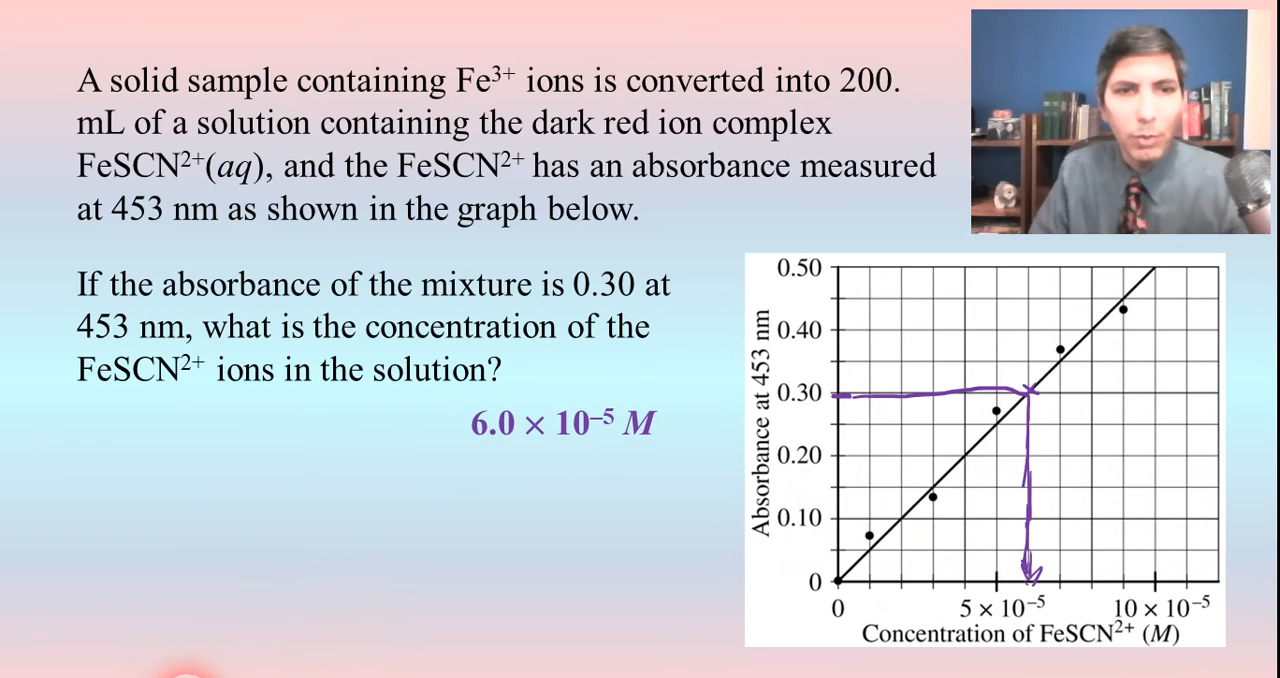 A solid sample containing Fe³⁺ ions is converted into 200.
mL of a solution containing the dark red ion complex
FeSCN²⁺(aq), and the FeSCN²⁺ has an absorbance measured
at 453 nm as shown in the graph below.
If the absorbance of the mixture is 0.30 at
453 nm, what is the concentration of the
FeSCN²⁺ ions in the solution?
6.0 × 10⁻⁵ M
Absorbance at 453 nm
0.50
0.40
0.30
0.20
0.10
0
0 5 × 10⁻⁵ 10 × 10⁻⁵
Concentration of FeSCN²⁺ (M)